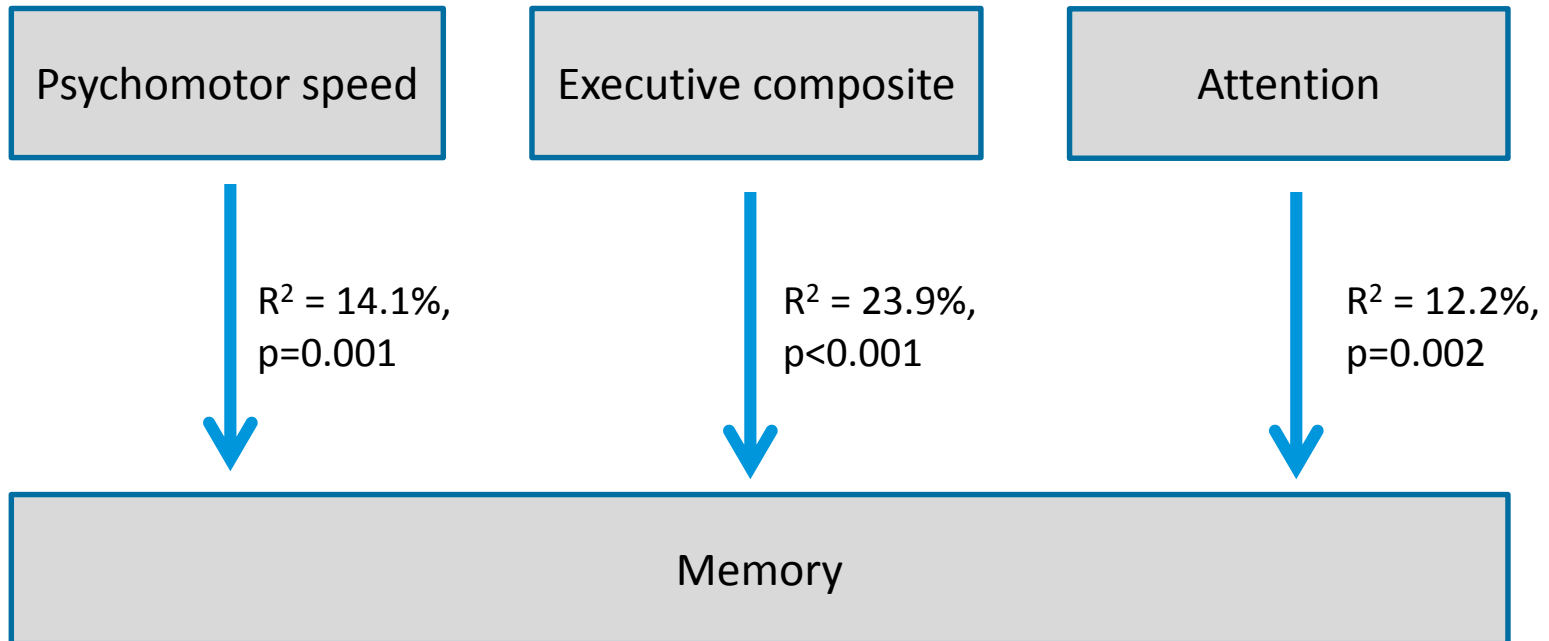 Psychomotor speed
Executive composite
Attention
R² = 14.1%,
p=0.001
R² = 23.9%,
p<0.001
R² = 12.2%,
p=0.002
Memory